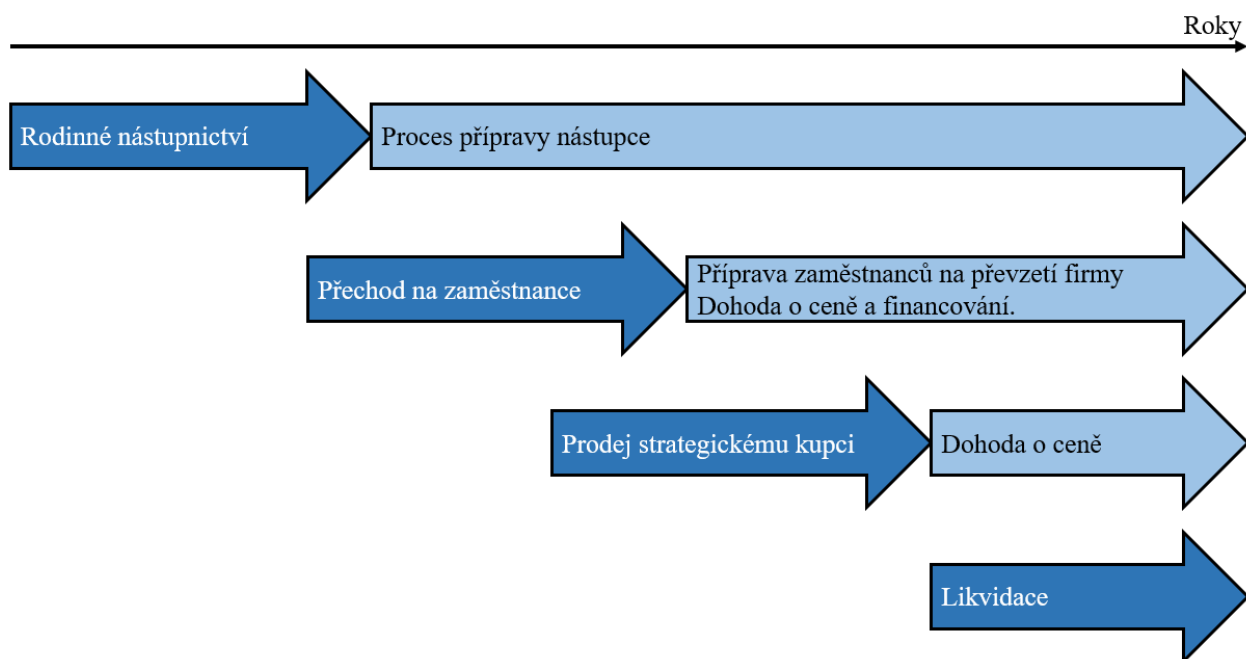 Roky
Rodinné nástupnictví
Proces přípravy nástupce
Přechod na zaměstnance
Příprava zaměstnanců na převzetí firmy
Dohoda o ceně a financování.
Prodej strategickému kupci
Dohoda o ceně
Likvidace